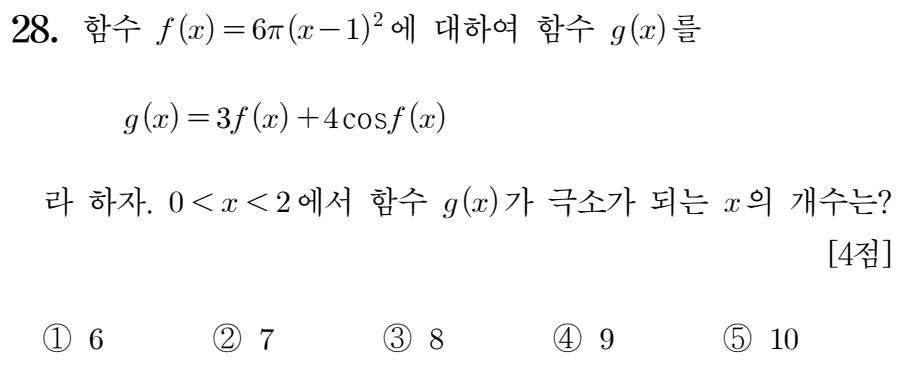 28. 함수 f(x)=6π(x-1)²에 대하여 함수 g(x)를
g(x)=3f(x)+4cosf(x)
라 하자. 0<x<2에서 함수 g(x)가 극소가 되는 x의 개수는?
[4점]
① 6 ② 7 ③ 8 ④ 9 ⑤ 10